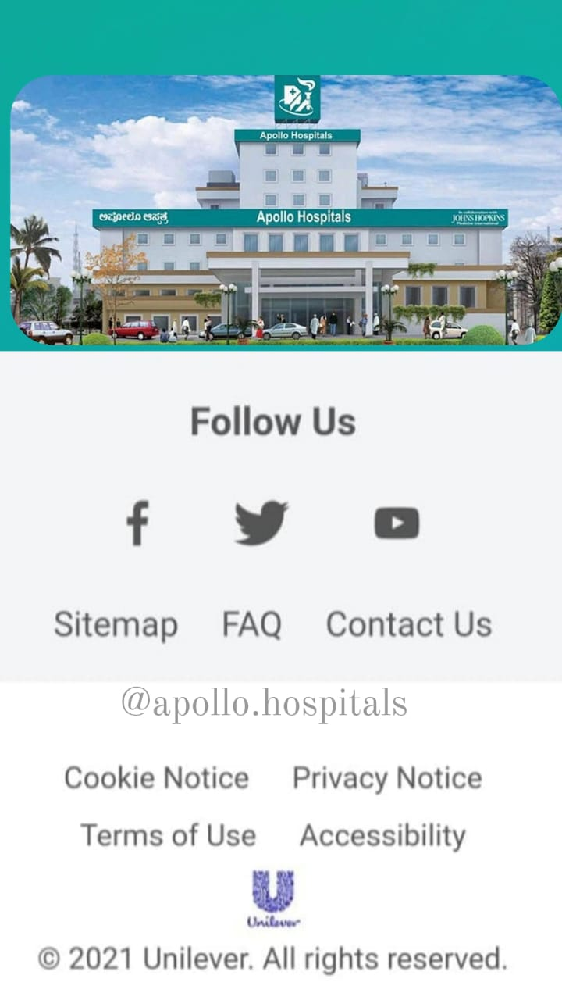 Apollo Hospitals
ಅಪೋಲೊ ಆಸ್ಪತ್ರೆ Apollo Hospitals In collaboration with
JOHNS HOPKINS
Medicine International
Follow Us
Sitemap FAQ Contact Us
@apollo.hospitals
Cookie Notice Privacy Notice
Terms of Use Accessibility
Unilever
© 2021 Unilever. All rights reserved.